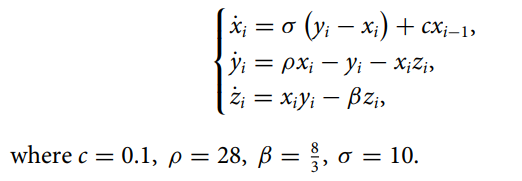 ẋᵢ = σ (yᵢ − xᵢ) + cxᵢ₋₁,
ẏᵢ = ρxᵢ − yᵢ − xᵢzᵢ,
żᵢ = xᵢyᵢ − βzᵢ,
where c = 0.1, ρ = 28, β = 8/3, σ = 10.